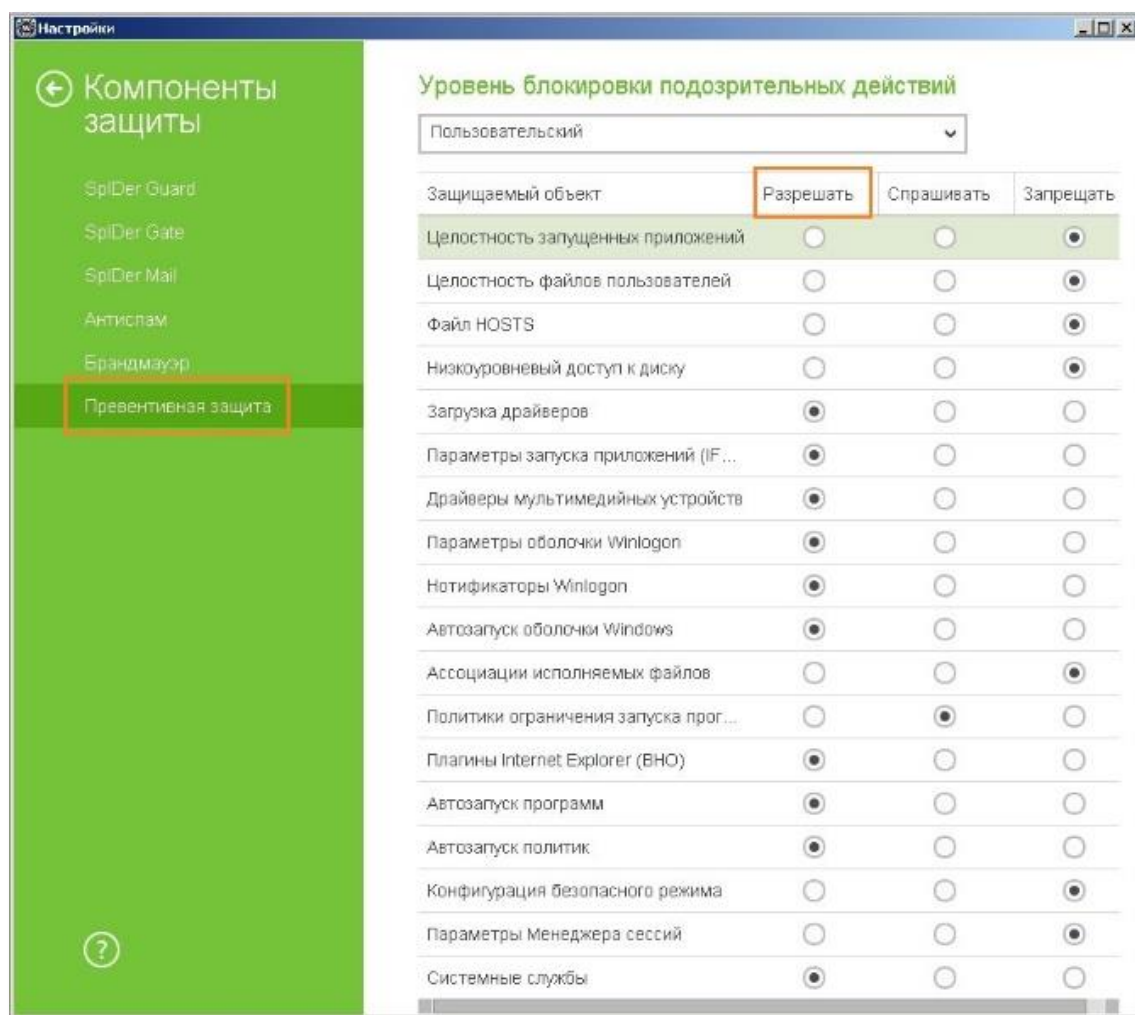 Настройки
Компоненты
защиты
SpIDer Guard
SpIDer Gate
SpIDer Mail
Антиспам
Брандмауэр
Превентивная защита
?
Уровень блокировки подозрительных действий
Пользовательский
Защищаемый объект Разрешать Спрашивать Запрещать
Целостность запущенных приложений
Целостность файлов пользователей
Файл HOSTS
Низкоуровневый доступ к диску
Загрузка драйверов
Параметры запуска приложений (IF...
Драйверы мультимедийных устройств
Параметры оболочки Winlogon
Нотификаторы Winlogon
Автозапуск оболочки Windows
Ассоциации исполняемых файлов
Политики ограничения запуска прог...
Плагины Internet Explorer (BHO)
Автозапуск программ
Автозапуск политик
Конфигурация безопасного режима
Параметры Менеджера сессий
Системные службы